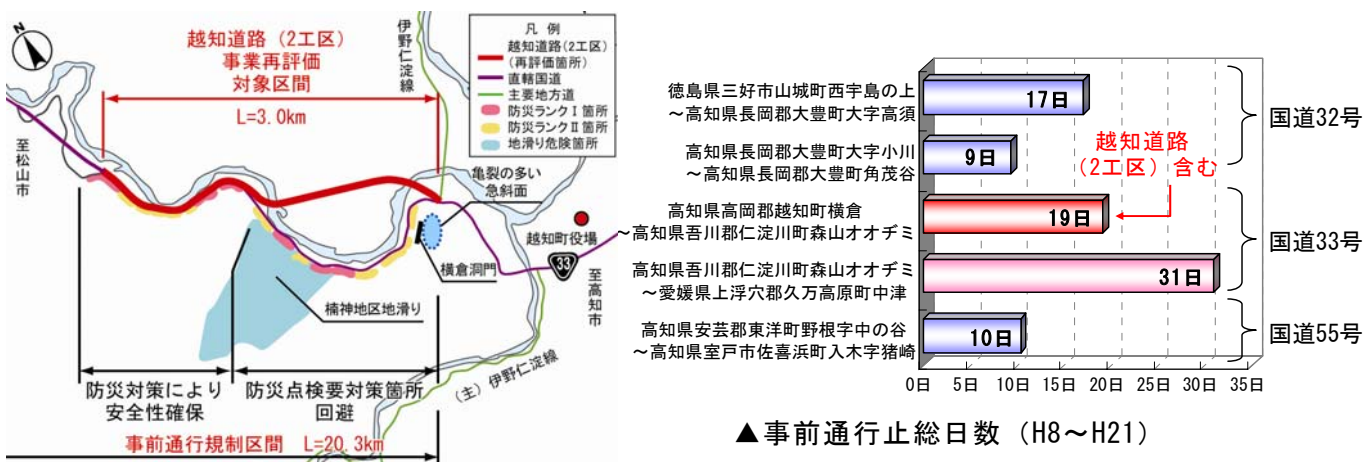 越知道路(2工区)
事業再評価
対象区間
L=3.0km
伊野仁淀線
凡 例
越知道路(2工区)
(再評価箇所)
直轄国道
主要地方道
防災ランクⅠ箇所
防災ランクⅡ箇所
地滑り危険箇所
N
至松山市
亀裂の多い
急斜面
越知町役場
33
横倉洞門
至高知市
楠神地区地滑り
(主)伊野仁淀線
防災対策により
安全性確保
防災点検要対策箇所
回避
事前通行規制区間 L=20.3km
徳島県三好市山城町西宇島の上
~高知県長岡郡大豊町大字高須
17日
国道32号
高知県長岡郡大豊町大字小川
~高知県長岡郡大豊町角茂谷
9日
越知道路
(2工区)含む
高知県高岡郡越知町横倉
~高知県吾川郡仁淀川町森山オオヂミ
19日
国道33号
高知県吾川郡仁淀川町森山オオヂミ
~愛媛県上浮穴郡久万高原町中津
31日
高知県安芸郡東洋町野根字中の谷
~高知県室戸市佐喜浜町入木字猪崎
10日
国道55号
0日 5日 10日 15日 20日 25日 30日 35日
▲事前通行止総日数(H8~H21)